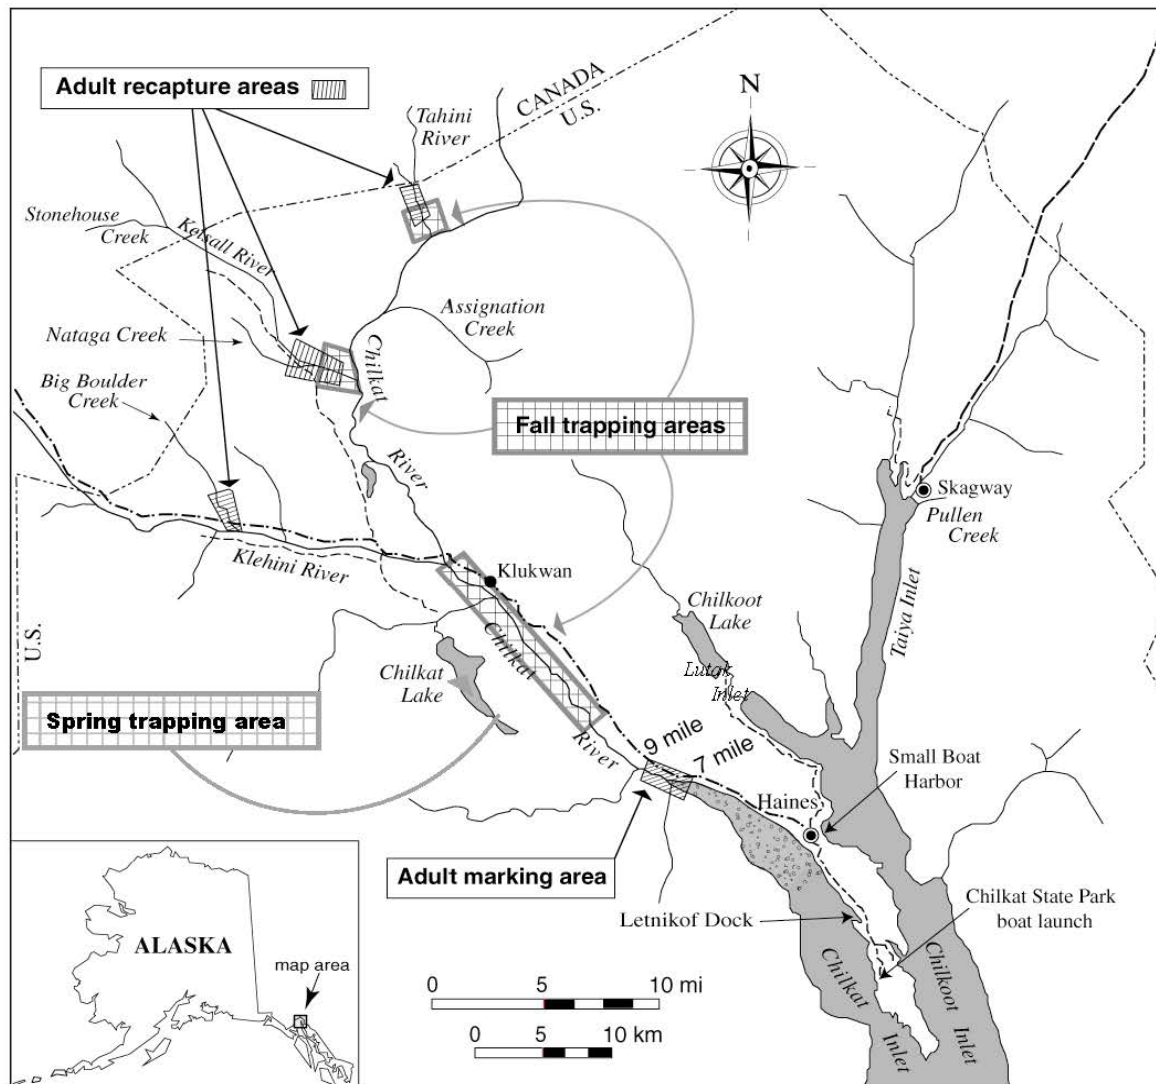 Adult recapture areas
CANADA
U.S.
N
Tahini
River
Stonehouse
Creek
Kelsall River
Assignation
Creek
Nataga Creek
Chilkat
Big Boulder
Creek
Fall trapping areas
River
Skagway
Pullen
Creek
Klehini River
Klukwan
Chilkoot
Lake
Taiya Inlet
U.S.
Chilkat
Chilkat
Lake
Lutak
Inlet
Spring trapping area
River
9 mile
7 mile
Small Boat
Harbor
Haines
Adult marking area
Chilkat State Park
boat launch
Letnikof Dock
ALASKA
map area
Chilkat
Inlet
Chilkoot
Inlet
0 5 10 mi
0 5 10 km